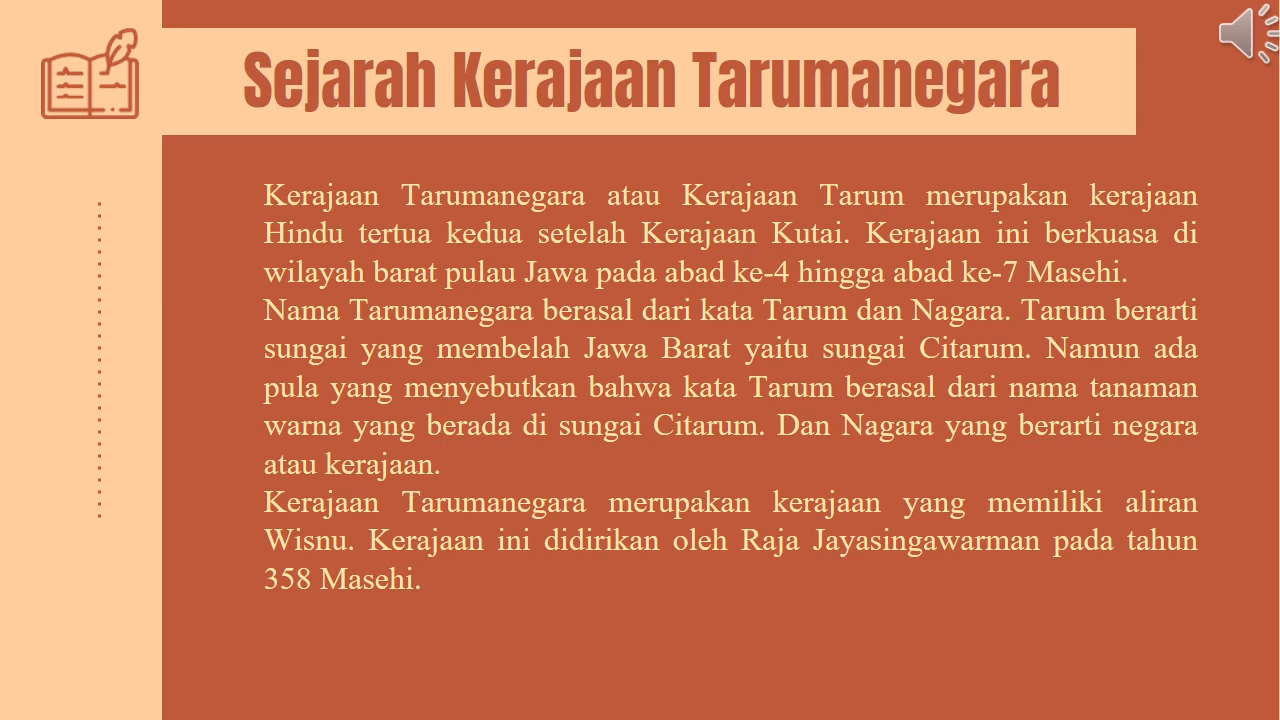 Sejarah Kerajaan Tarumanegara
Kerajaan Tarumanegara atau Kerajaan Tarum merupakan kerajaan
Hindu tertua kedua setelah Kerajaan Kutai. Kerajaan ini berkuasa di
wilayah barat pulau Jawa pada abad ke-4 hingga abad ke-7 Masehi.
Nama Tarumanegara berasal dari kata Tarum dan Nagara. Tarum berarti
sungai yang membelah Jawa Barat yaitu sungai Citarum. Namun ada
pula yang menyebutkan bahwa kata Tarum berasal dari nama tanaman
warna yang berada di sungai Citarum. Dan Nagara yang berarti negara
atau kerajaan.
Kerajaan Tarumanegara merupakan kerajaan yang memiliki aliran
Wisnu. Kerajaan ini didirikan oleh Raja Jayasingawarman pada tahun
358 Masehi.